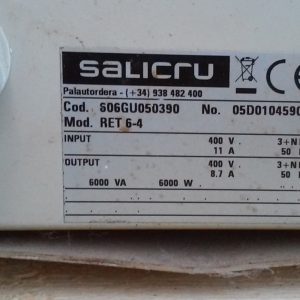 SALICRU
Palautordera - (+34) 938 482 400
Cod. S06GU050390 No. 05D0104590
Mod. RET 6-4
INPUT 400 V. 3+N
11 A 50
OUTPUT 400 V. 3+N
8.7 A 50
6000 VA 6000 W.